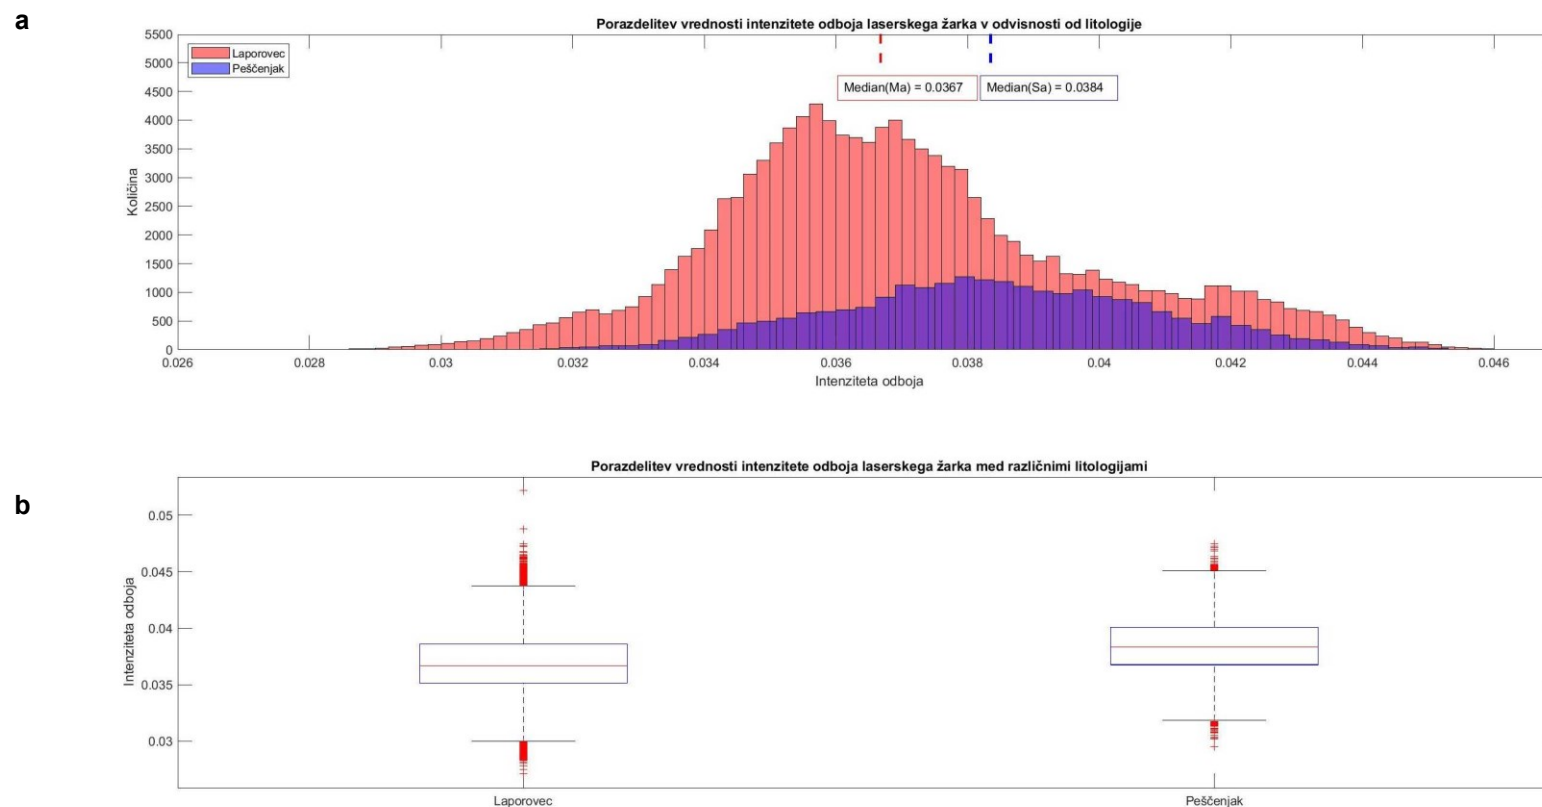 a
Porazdelitev vrednosti intenzitete odboja laserskega žarka v odvisnosti od litologije
5500
5000
4500
4000
3500
3000
2500
2000
1500
1000
500
0
Količina
Laporovec
Peščenjak
Median(Ma) = 0.0367
Median(Sa) = 0.0384
0.026 0.028 0.03 0.032 0.034 0.036 0.038 0.04 0.042 0.044 0.046
Intenziteta odboja
b
Porazdelitev vrednosti intenzitete odboja laserskega žarka med različnimi litologijami
0.05
0.045
0.04
0.035
0.03
Intenziteta odboja
Laporovec Peščenjak